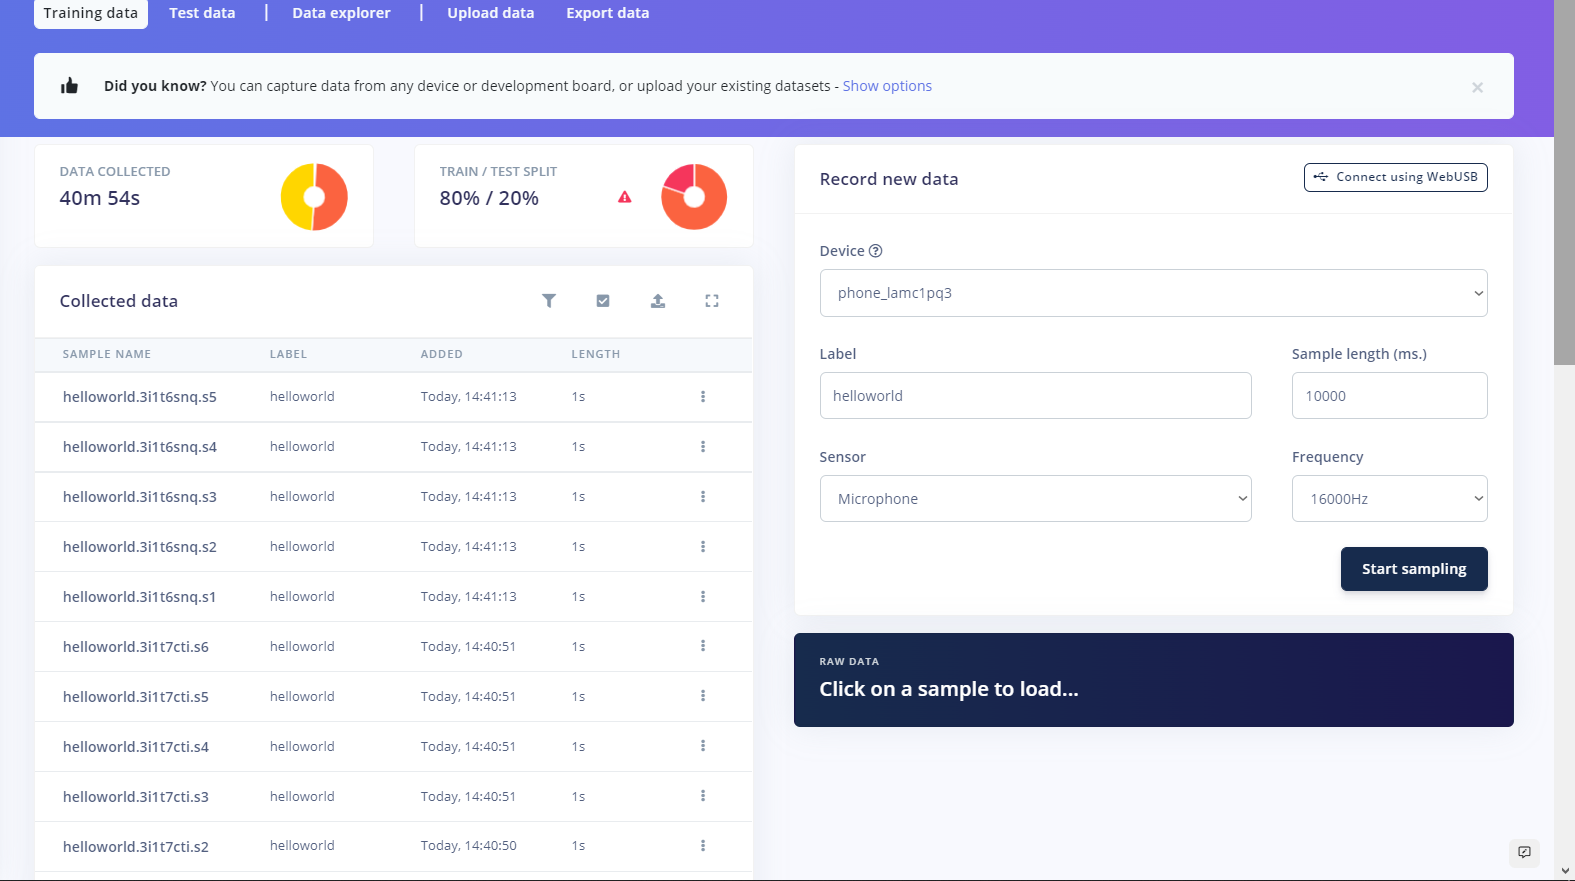 Training data | Test data | Data explorer | Upload data Export data
Did you know? You can capture data from any device or development board, or upload your existing datasets - Show options ×
DATA COLLECTED
40m 54s
TRAIN / TEST SPLIT
80% / 20%
Collected data
SAMPLE NAME LABEL ADDED LENGTH
helloworld.3i1t6snq.s5 helloworld Today, 14:41:13 1s
helloworld.3i1t6snq.s4 helloworld Today, 14:41:13 1s
helloworld.3i1t6snq.s3 helloworld Today, 14:41:13 1s
helloworld.3i1t6snq.s2 helloworld Today, 14:41:13 1s
helloworld.3i1t6snq.s1 helloworld Today, 14:41:13 1s
helloworld.3i1t7cti.s6 helloworld Today, 14:40:51 1s
helloworld.3i1t7cti.s5 helloworld Today, 14:40:51 1s
helloworld.3i1t7cti.s4 helloworld Today, 14:40:51 1s
helloworld.3i1t7cti.s3 helloworld Today, 14:40:51 1s
helloworld.3i1t7cti.s2 helloworld Today, 14:40:50 1s
Record new data
Connect using WebUSB
Device
phone_lamc1pq3
Label
helloworld
Sample length (ms.)
10000
Sensor
Microphone
Frequency
16000Hz
Start sampling
RAW DATA
Click on a sample to load...